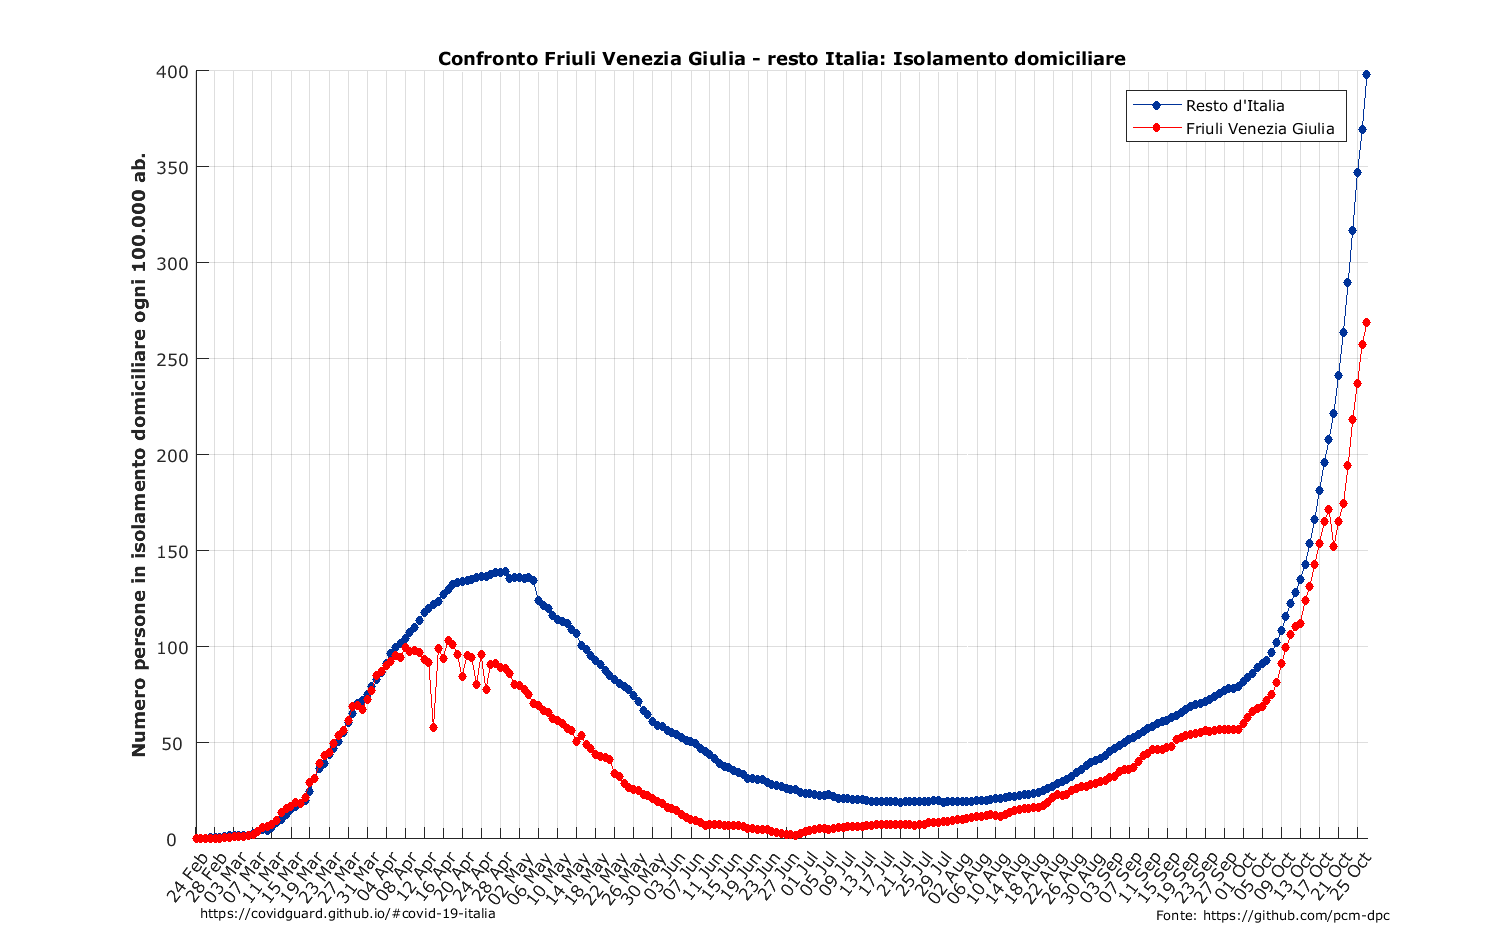 Confronto Friuli Venezia Giulia - resto Italia: Isolamento domiciliare
Resto d'Italia
Friuli Venezia Giulia
Numero persone in isolamento domiciliare ogni 100.000 ab.
400
350
300
250
200
150
100
50
0
24 Feb
28 Feb
03 Mar
07 Mar
11 Mar
15 Mar
19 Mar
23 Mar
27 Mar
31 Mar
04 Apr
08 Apr
12 Apr
16 Apr
20 Apr
24 Apr
28 Apr
02 May
06 May
10 May
14 May
18 May
22 May
26 May
30 May
03 Jun
07 Jun
11 Jun
15 Jun
19 Jun
23 Jun
27 Jun
01 Jul
05 Jul
09 Jul
13 Jul
17 Jul
21 Jul
25 Jul
29 Jul
02 Aug
06 Aug
10 Aug
14 Aug
18 Aug
22 Aug
26 Aug
30 Aug
03 Sep
07 Sep
11 Sep
15 Sep
19 Sep
23 Sep
27 Sep
01 Oct
05 Oct
09 Oct
13 Oct
17 Oct
21 Oct
25 Oct
https://covidguard.github.io/#covid-19-italia
Fonte: https://github.com/pcm-dpc